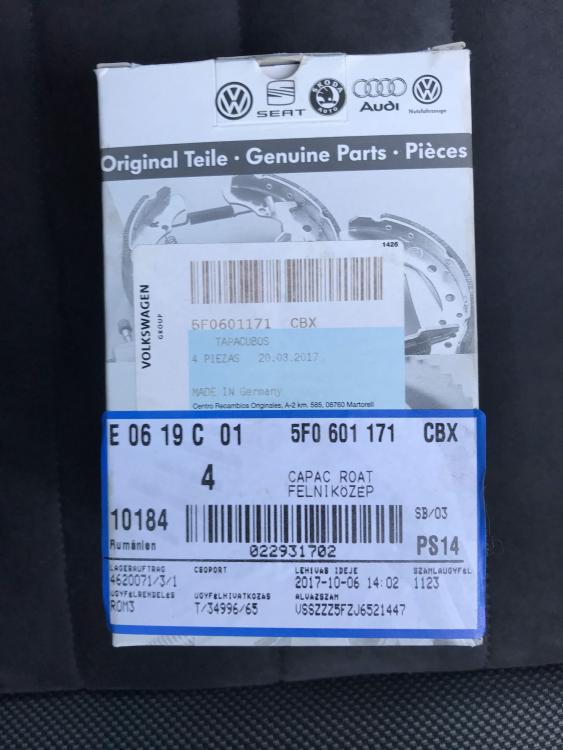 SEAT
ŠKODA
AUTO
Audi
Nutzfahrzeuge
Original Teile · Genuine Parts · Pièces
1426
VOLKSWAGEN
GROUP
5F0601171 CBX
TAPACUBOS
4 PIEZAS 20.03.2017
MADE IN Germany
Centro Recambios Originales, A-2 km. 585, 08760 Martorell
E 06 19 C 01 5F0 601 171 CBX
4 CAPAC ROAT
FELNIKÖZÉP
10184 SB/03
Rumänien 022931702 PS14
LAGERAUFTRAG CSOPORT LEHIVAS IDEJE SZAMLAUGYFEL
4620071/3/1 2017-10-06 14:02 1123
UGYFELRENDELES UGYFELHIVATKOZAS ALVAZSZAM
ROM3 T/34996/65 VSSZZZ5FZJ6521447